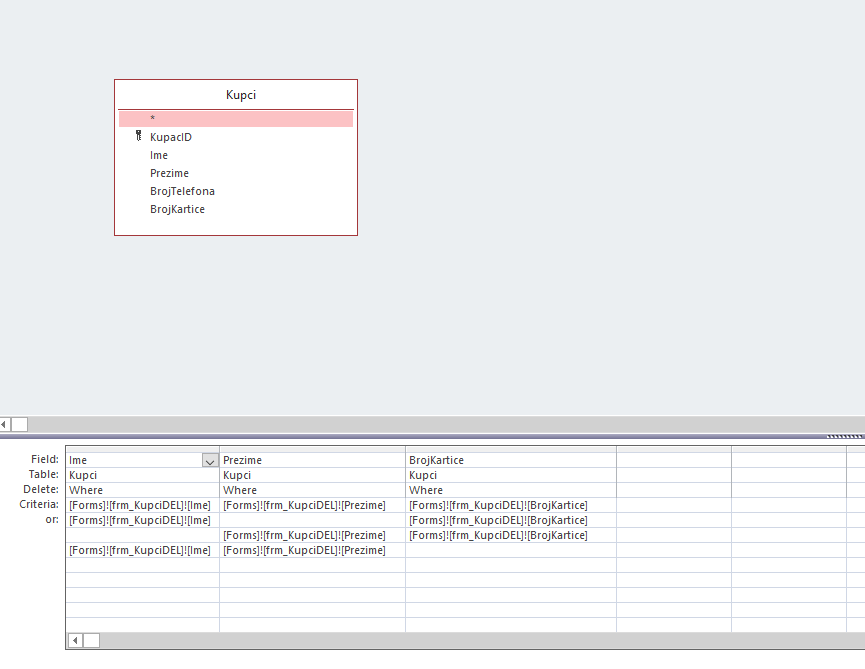 Kupci
*
KupacID
Ime
Prezime
BrojTelefona
BrojKartice
Field: Ime Prezime BrojKartice
Table: Kupci Kupci Kupci
Delete: Where Where Where
Criteria: [Forms]![frm_KupciDEL]![Ime] [Forms]![frm_KupciDEL]![Prezime] [Forms]![frm_KupciDEL]![BrojKartice]
or: [Forms]![frm_KupciDEL]![Ime] [Forms]![frm_KupciDEL]![BrojKartice]
[Forms]![frm_KupciDEL]![Prezime] [Forms]![frm_KupciDEL]![BrojKartice]
[Forms]![frm_KupciDEL]![Ime] [Forms]![frm_KupciDEL]![Prezime]